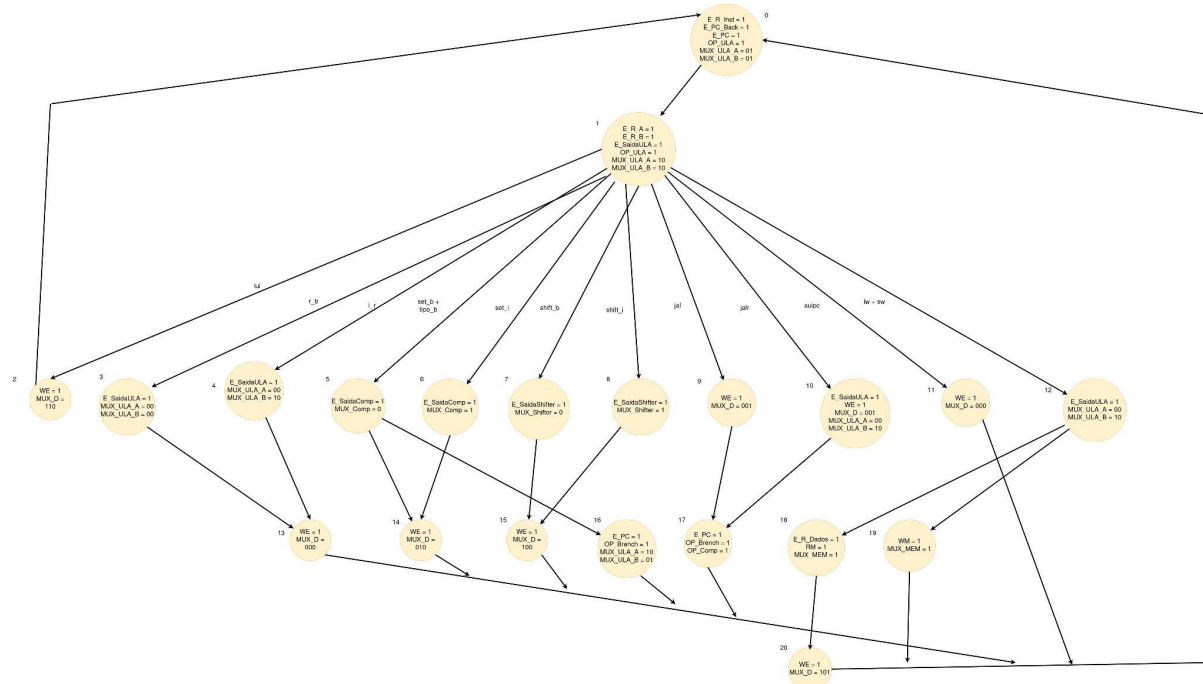 0
E_R_Inst = 1
E_PC_Back = 1
E_PC = 1
OP_ULA = 1
MUX_ULA_A = 01
MUX_ULA_B = 01
1
E_R_A = 1
E_R_B = 1
E_SaidaULA = 1
OP_ULA = 1
MUX_ULA_A = 10
MUX_ULA_B = 10
lui
r_b
i_r
set_b +
tipo_b
set_i
shift_b
shift_i
jal
jalr
auipc
lw + sw
2
WE = 1
MUX_D =
110
3
E_SaidaULA = 1
MUX_ULA_A = 00
MUX_ULA_B = 00
4
E_SaidaULA = 1
MUX_ULA_A = 00
MUX_ULA_B = 10
5
E_SaidaComp = 1
MUX_Comp = 0
6
E_SaidaComp = 1
MUX_Comp = 1
7
E_SaidaShifter = 1
MUX_Shifter = 0
8
E_SaidaShifter = 1
MUX_Shifter = 1
9
WE = 1
MUX_D = 001
10
E_SaidaULA = 1
WE = 1
MUX_D = 001
MUX_ULA_A = 00
MUX_ULA_B = 10
11
WE = 1
MUX_D = 000
12
E_SaidaULA = 1
MUX_ULA_A = 00
MUX_ULA_B = 10
13
WE = 1
MUX_D =
000
14
WE = 1
MUX_D =
010
15
WE = 1
MUX_D =
100
16
E_PC = 1
OP_Brench = 1
MUX_ULA_A = 10
MUX_ULA_B = 01
17
E_PC = 1
OP_Brench = 1
OP_Comp = 1
18
E_R_Dados = 1
RM = 1
MUX_MEM = 1
19
WM = 1
MUX_MEM = 1
20
WE = 1
MUX_D = 101